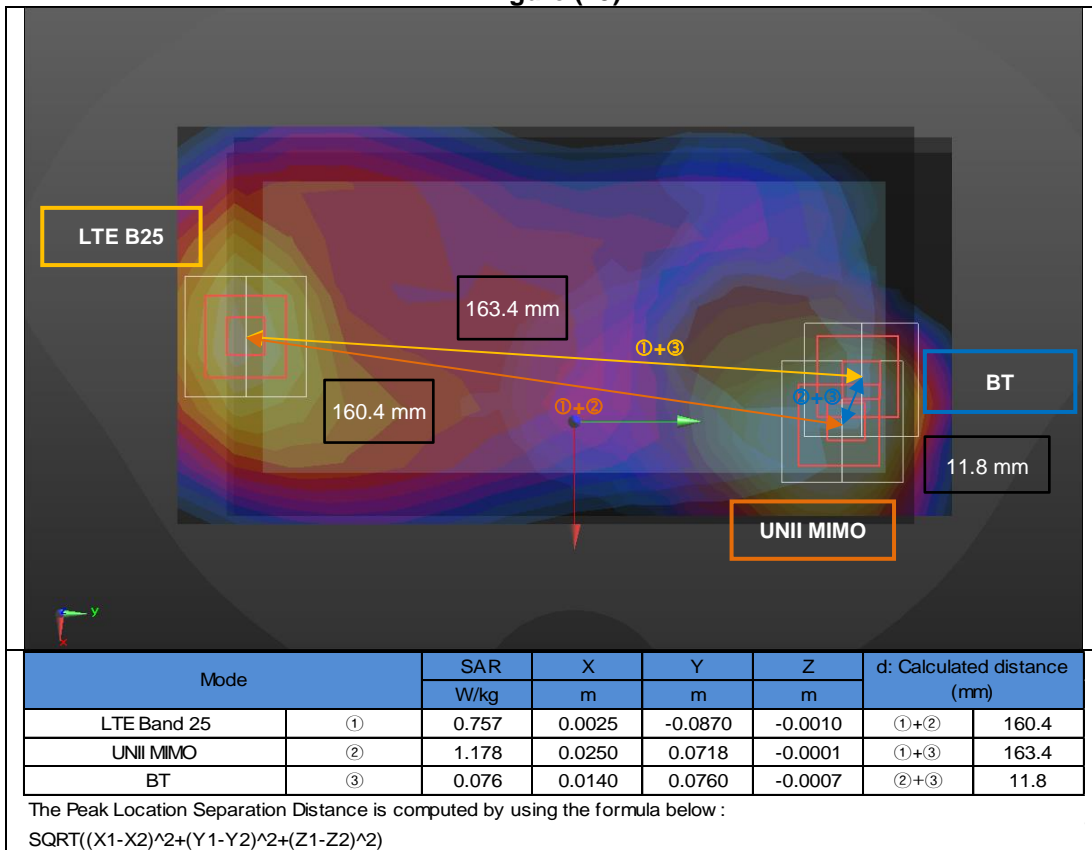 LTE B25
163.4 mm
①+③
BT
②+③
160.4 mm
①+②
11.8 mm
UNII MIMO
y
x
Mode SAR X Y Z d: Calculated distance (mm)
W/kg m m m
LTE Band 25 ① 0.757 0.0025 -0.0870 -0.0010 ①+② 160.4
UNII MIMO ② 1.178 0.0250 0.0718 -0.0001 ①+③ 163.4
BT ③ 0.076 0.0140 0.0760 -0.0007 ②+③ 11.8
The Peak Location Separation Distance is computed by using the formula below :
SQRT((X1-X2)^2+(Y1-Y2)^2+(Z1-Z2)^2)